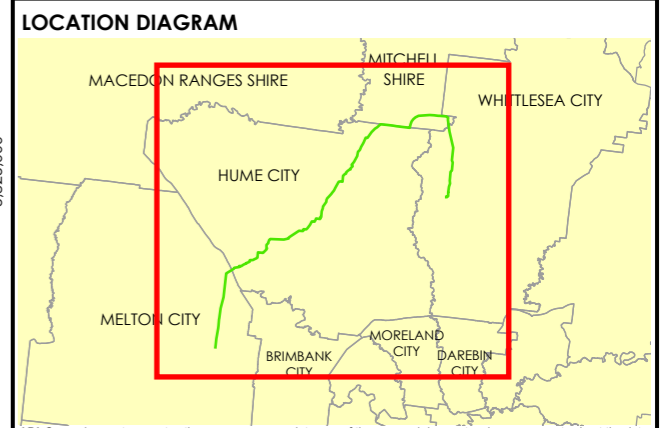 LOCATION DIAGRAM
MITCHELL
SHIRE
MACEDON RANGES SHIRE
WHITTLESEA CITY
HUME CITY
MELTON CITY
MORELAND
CITY
BRIMBANK
CITY
DAREBIN
CITY